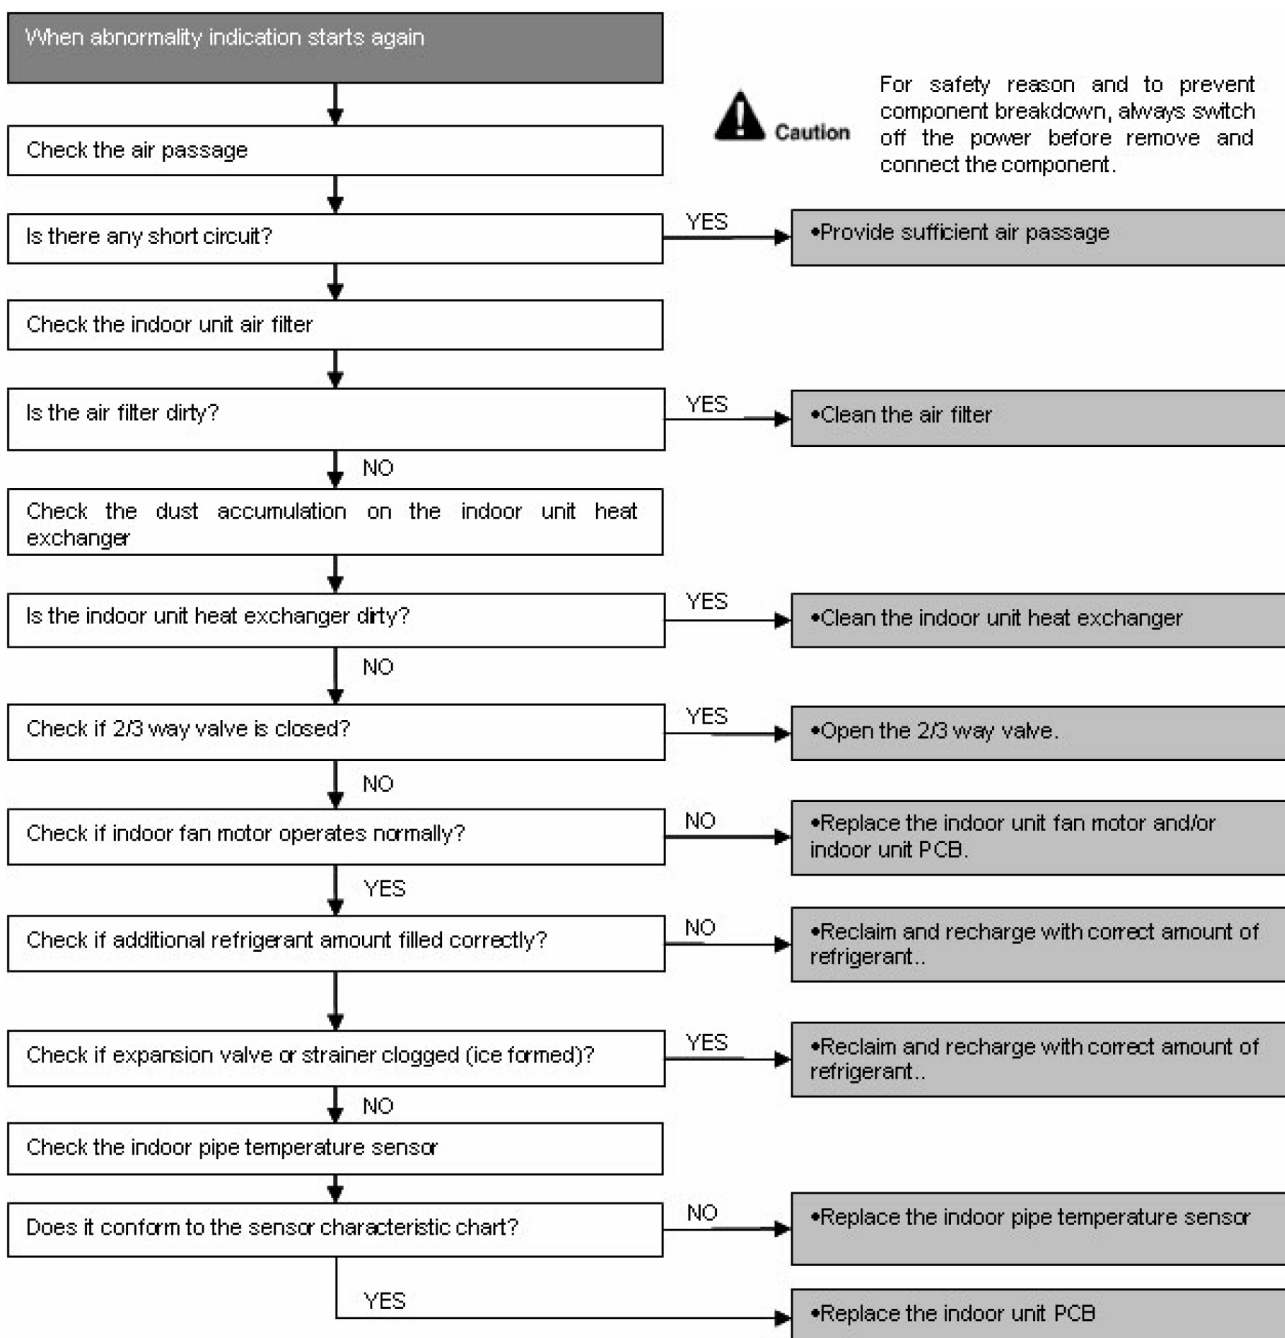 When abnormality indication starts again
For safety reason and to prevent
component breakdown, always switch
off the power before remove and
connect the component.
Caution
Check the air passage
Is there any short circuit?
YES
•Provide sufficient air passage
Check the indoor unit air filter
Is the air filter dirty?
YES
•Clean the air filter
NO
Check the dust accumulation on the indoor unit heat
exchanger
Is the indoor unit heat exchanger dirty?
YES
•Clean the indoor unit heat exchanger
NO
Check if 2/3 way valve is closed?
YES
•Open the 2/3 way valve.
NO
Check if indoor fan motor operates normally?
NO
•Replace the indoor unit fan motor and/or
indoor unit PCB.
YES
Check if additional refrigerant amount filled correctly?
NO
•Reclaim and recharge with correct amount of
refrigerant..
Check if expansion valve or strainer clogged (ice formed)?
YES
•Reclaim and recharge with correct amount of
refrigerant..
NO
Check the indoor pipe temperature sensor
Does it conform to the sensor characteristic chart?
NO
•Replace the indoor pipe temperature sensor
YES
•Replace the indoor unit PCB